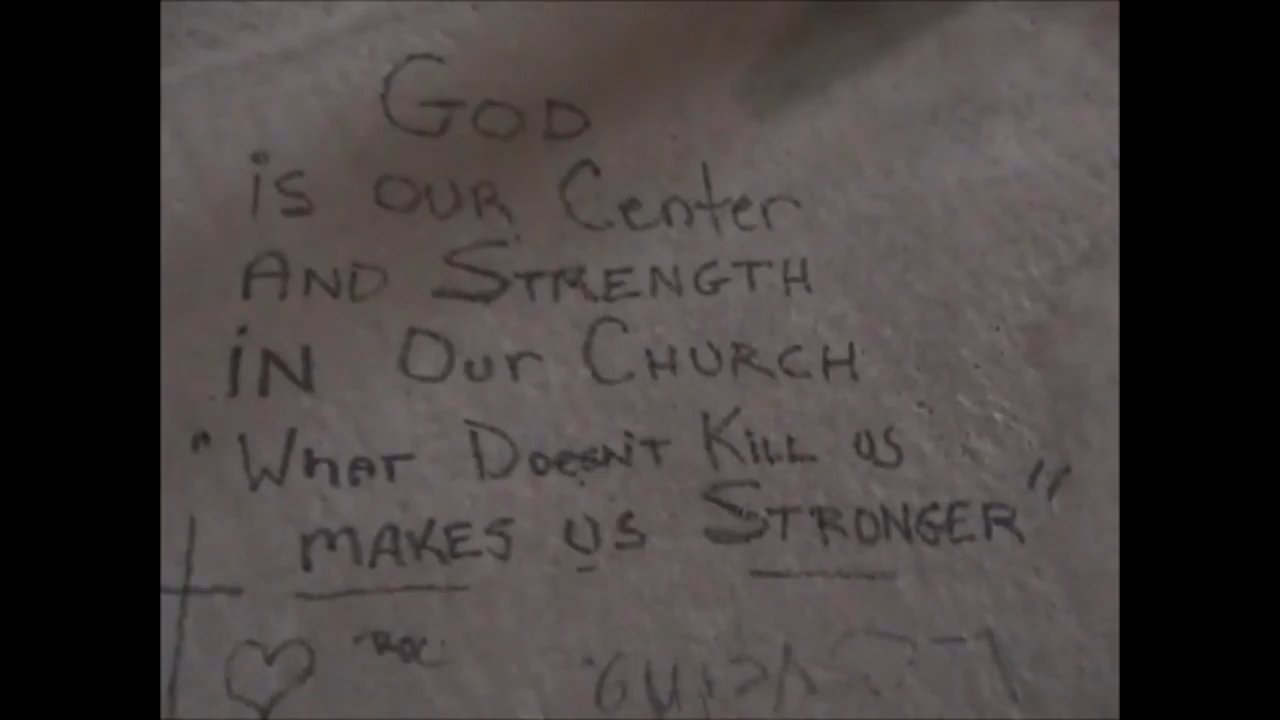 GOD
is OUR Center
AND STRENGTH
iN Our CHURCH
"WhAT DoesN'T KiLL US
MAKES US STRONGER"